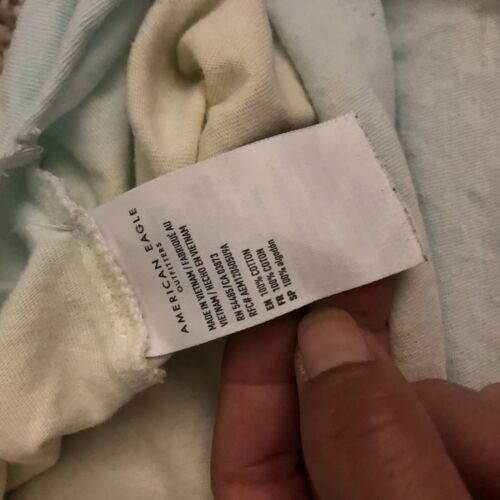 AMERICAN EAGLE
OUTFITTERS
MADE IN VIETNAM / FABRIQUÉ AU
VIETNAM / HECHO EN VIETNAM
RN 54485/CA 03873
EN 100% COTTON
FR 100% COTON
SP 100% algodón